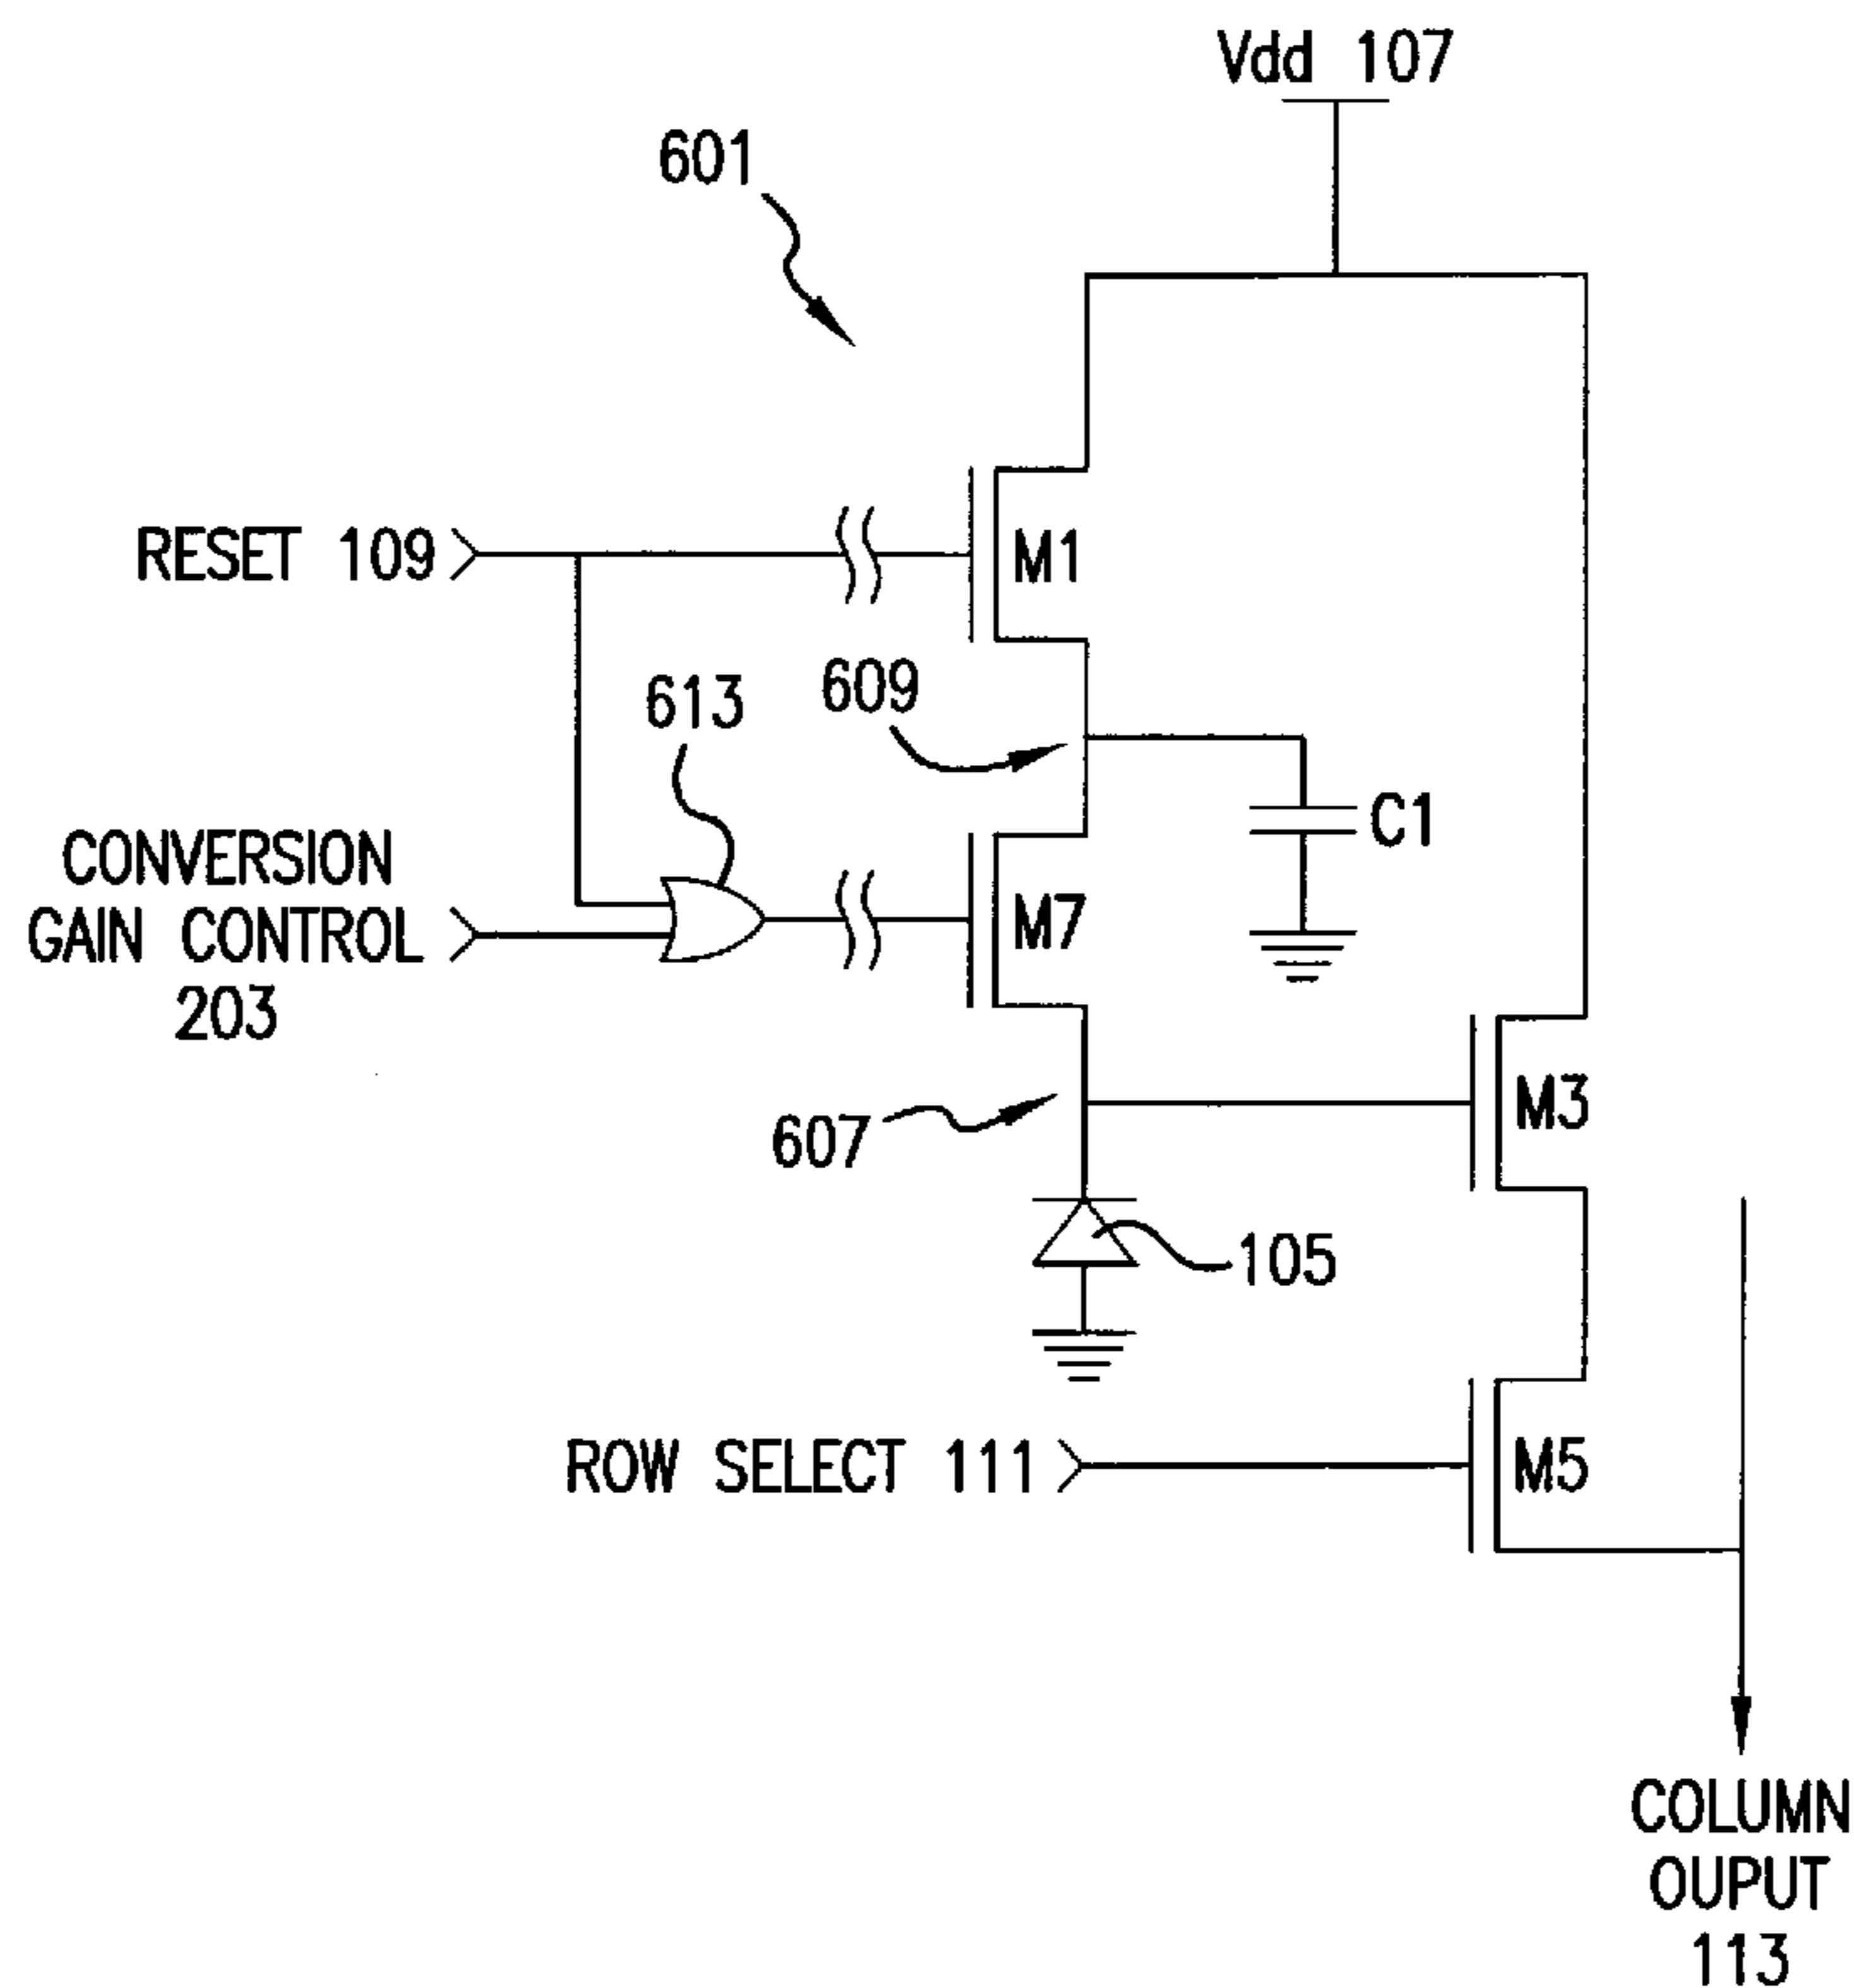 Vdd 107
601
RESET 109
M1
609
613
C1
CONVERSION
GAIN CONTROL
203
M7
M3
607
105
ROW SELECT 111
M5
COLUMN
OUPUT
113